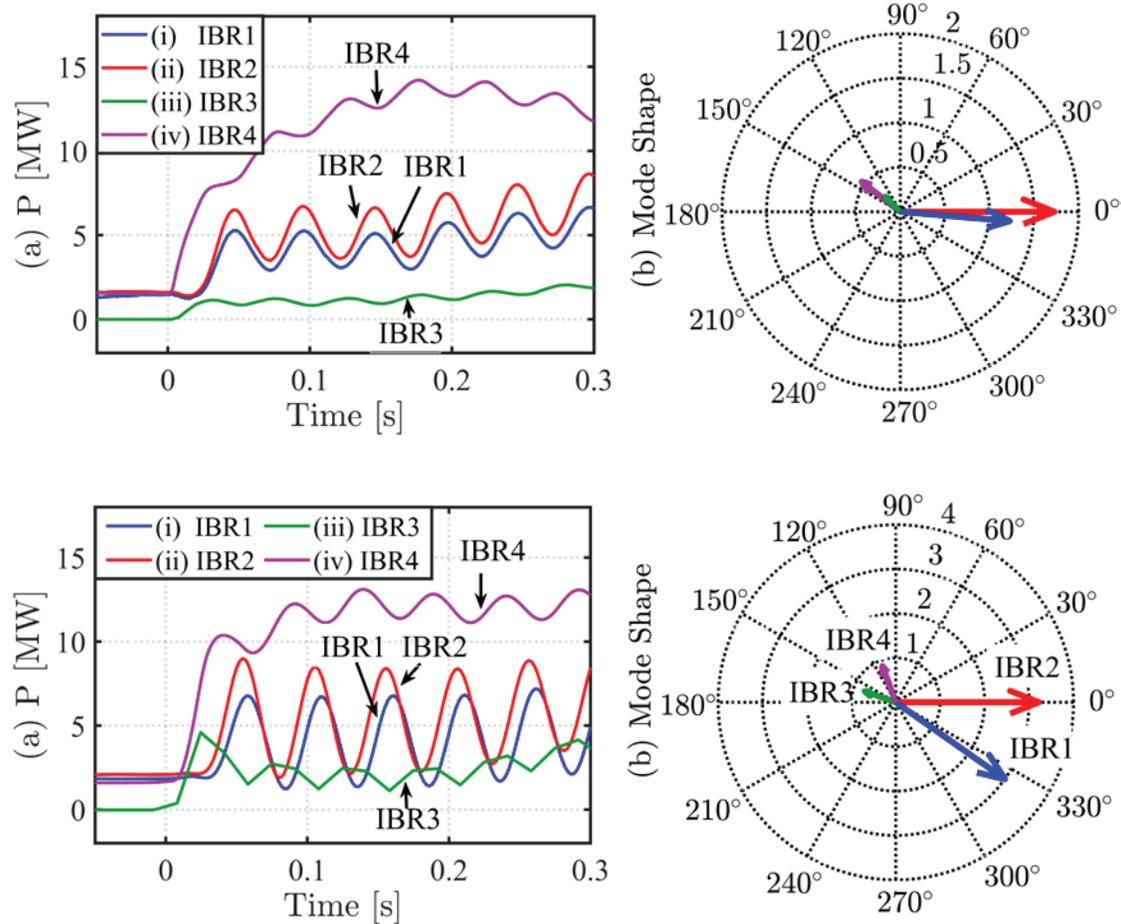 (i) IBR1
(ii) IBR2
(iii) IBR3
(iv) IBR4
IBR4
IBR2
IBR1
IBR3
15
10
5
0
(a) P [MW]
0
0.1
0.2
0.3
Time [s]
90°
2
120°
60°
1.5
150°
1
30°
0.5
180°
0°
210°
330°
240°
300°
270°
(b) Mode Shape
(i) IBR1
(iii) IBR3
(ii) IBR2
(iv) IBR4
IBR4
IBR1
IBR2
IBR3
15
10
5
0
(a) P [MW]
0
0.1
0.2
0.3
Time [s]
90°
4
120°
60°
3
150°
2
30°
IBR4
1
IBR2
IBR3
180°
0°
IBR1
210°
330°
240°
300°
270°
(b) Mode Shape